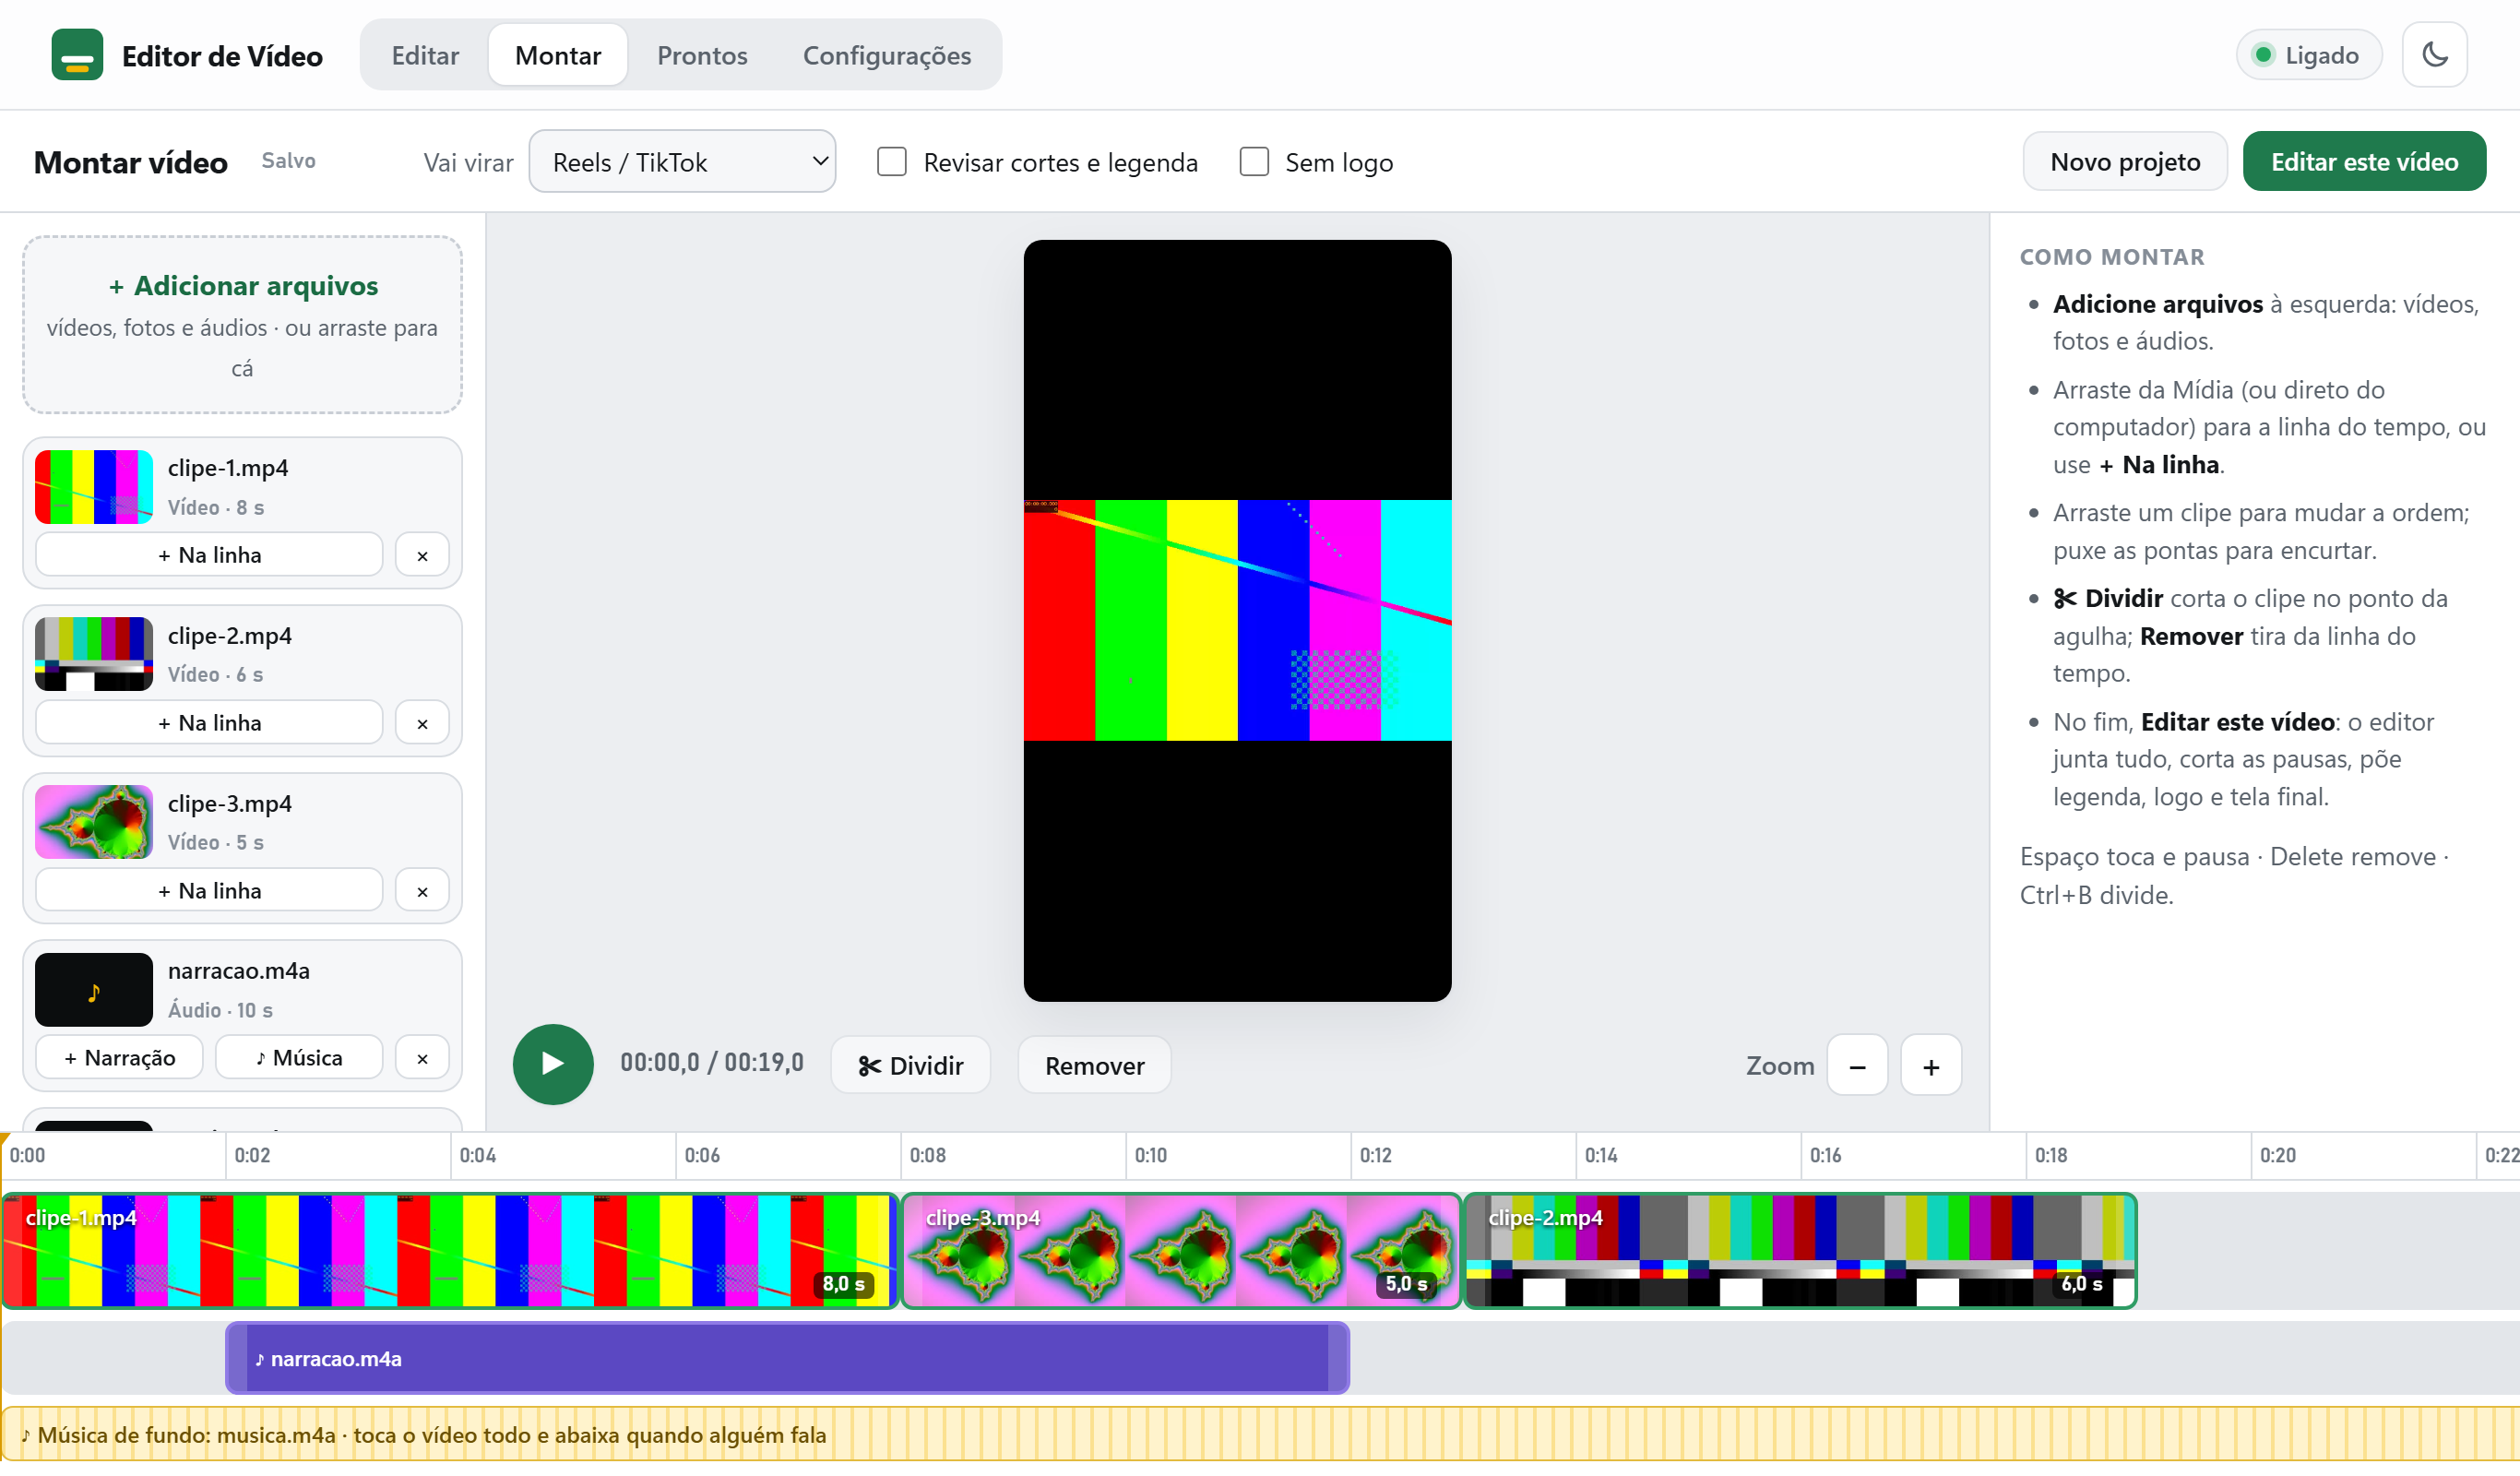 Editor de Vídeo
Editar
Montar
Prontos
Configurações
Ligado
Montar vídeo
Salvo
Vai virar
Reels / TikTok
Revisar cortes e legenda
Sem logo
Novo projeto
Editar este vídeo
+ Adicionar arquivos
vídeos, fotos e áudios · ou arraste para
cá
clipe-1.mp4
Vídeo · 8 s
+ Na linha
×
clipe-2.mp4
Vídeo · 6 s
+ Na linha
×
clipe-3.mp4
Vídeo · 5 s
+ Na linha
×
narracao.m4a
Áudio · 10 s
+ Narração
♪ Música
×
00:00,0 / 00:19,0
✂ Dividir
Remover
Zoom
−
+
COMO MONTAR
• Adicione arquivos à esquerda: vídeos,
fotos e áudios.
• Arraste da Mídia (ou direto do
computador) para a linha do tempo, ou
use + Na linha.
• Arraste um clipe para mudar a ordem;
puxe as pontas para encurtar.
• ✂ Dividir corta o clipe no ponto da
agulha; Remover tira da linha do
tempo.
• No fim, Editar este vídeo: o editor
junta tudo, corta as pausas, põe
legenda, logo e tela final.
Espaço toca e pausa · Delete remove ·
Ctrl+B divide.
0:00
0:02
0:04
0:06
0:08
0:10
0:12
0:14
0:16
0:18
0:20
0:22
clipe-1.mp4
8,0 s
clipe-3.mp4
5,0 s
clipe-2.mp4
6,0 s
♪ narracao.m4a
♪ Música de fundo: musica.m4a · toca o vídeo todo e abaixa quando alguém fala